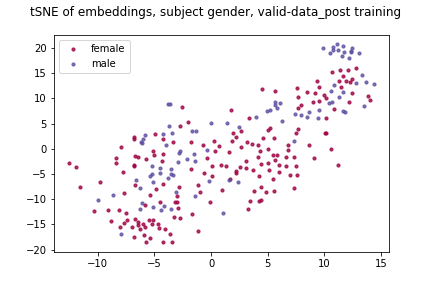 tSNE of embeddings, subject gender, valid-data_post training
female
male
20
15
10
5
0
−5
−10
−15
−20
−10 −5 0 5 10 15